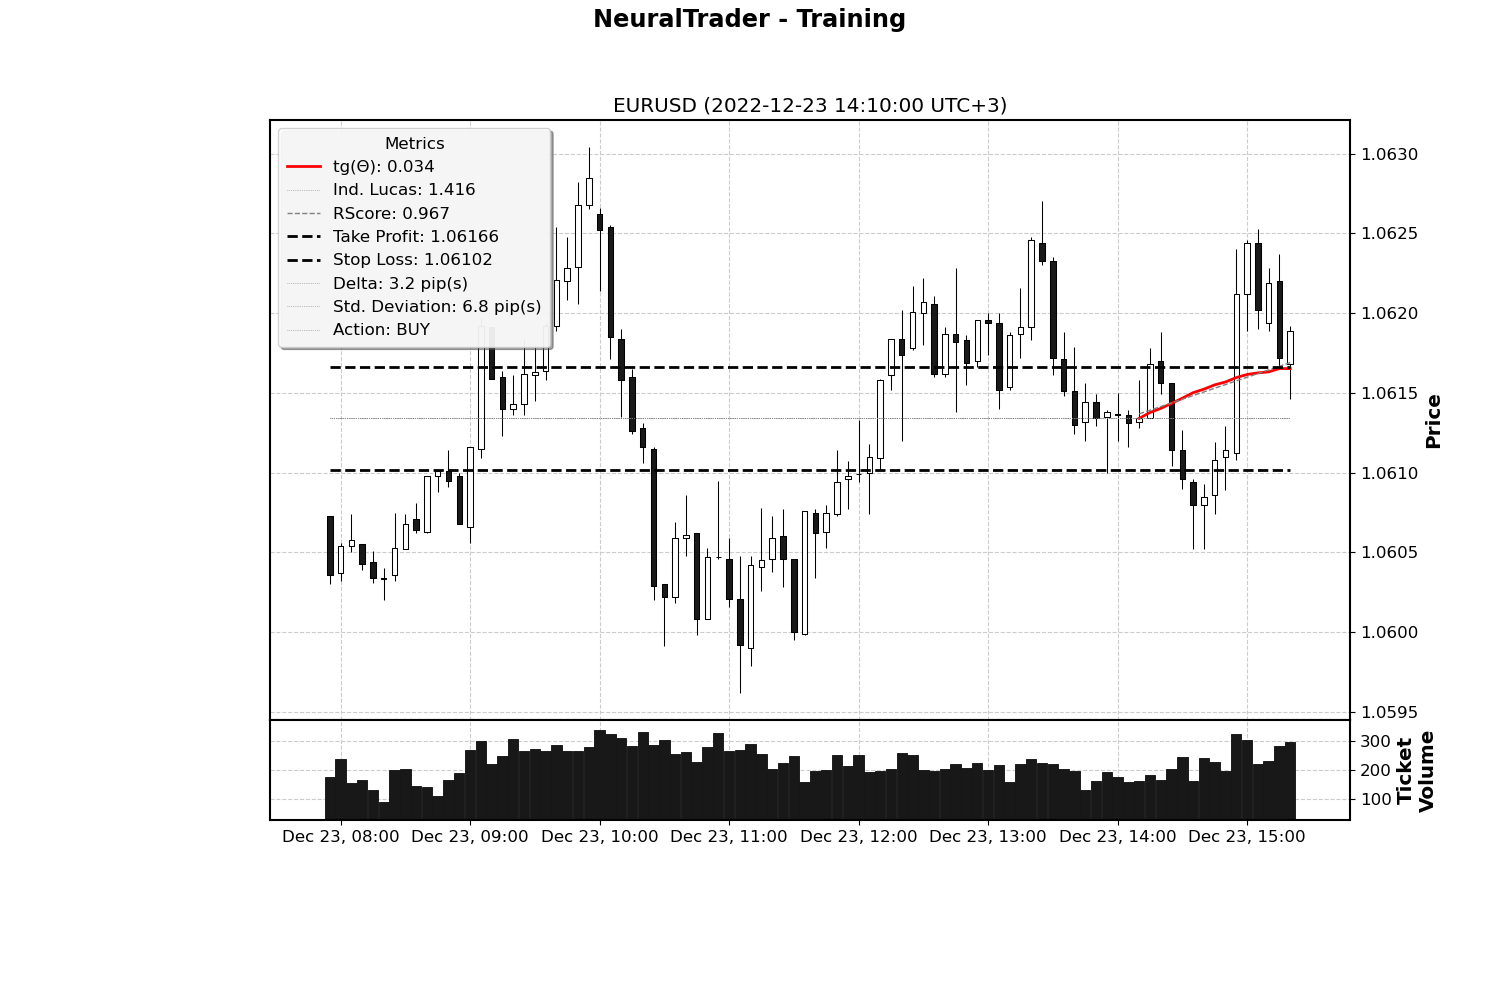 NeuralTrader - Training
EURUSD (2022-12-23 14:10:00 UTC+3)
Metrics
tg(Θ): 0.034
Ind. Lucas: 1.416
RScore: 0.967
Take Profit: 1.06166
Stop Loss: 1.06102
Delta: 3.2 pip(s)
Std. Deviation: 6.8 pip(s)
Action: BUY
1.0630
1.0625
1.0620
1.0615
1.0610
1.0605
1.0600
1.0595
Price
300
200
100
Ticket
Volume
Dec 23, 08:00 Dec 23, 09:00 Dec 23, 10:00 Dec 23, 11:00 Dec 23, 12:00 Dec 23, 13:00 Dec 23, 14:00 Dec 23, 15:00